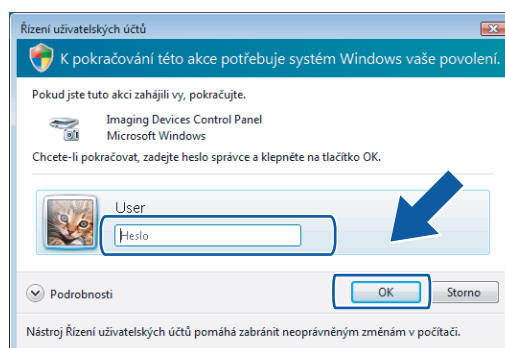 Řízení uživatelských účtů
K pokračování této akce potřebuje systém Windows vaše povolení.
Pokud jste tuto akci zahájili vy, pokračujte.
Imaging Devices Control Panel
Microsoft Windows
Chcete-li pokračovat, zadejte heslo správce a klepněte na tlačítko OK.
User
Heslo
Podrobnosti
OK
Storno
Nástroj Řízení uživatelských účtů pomáhá zabránit neoprávněným změnám v počítači.